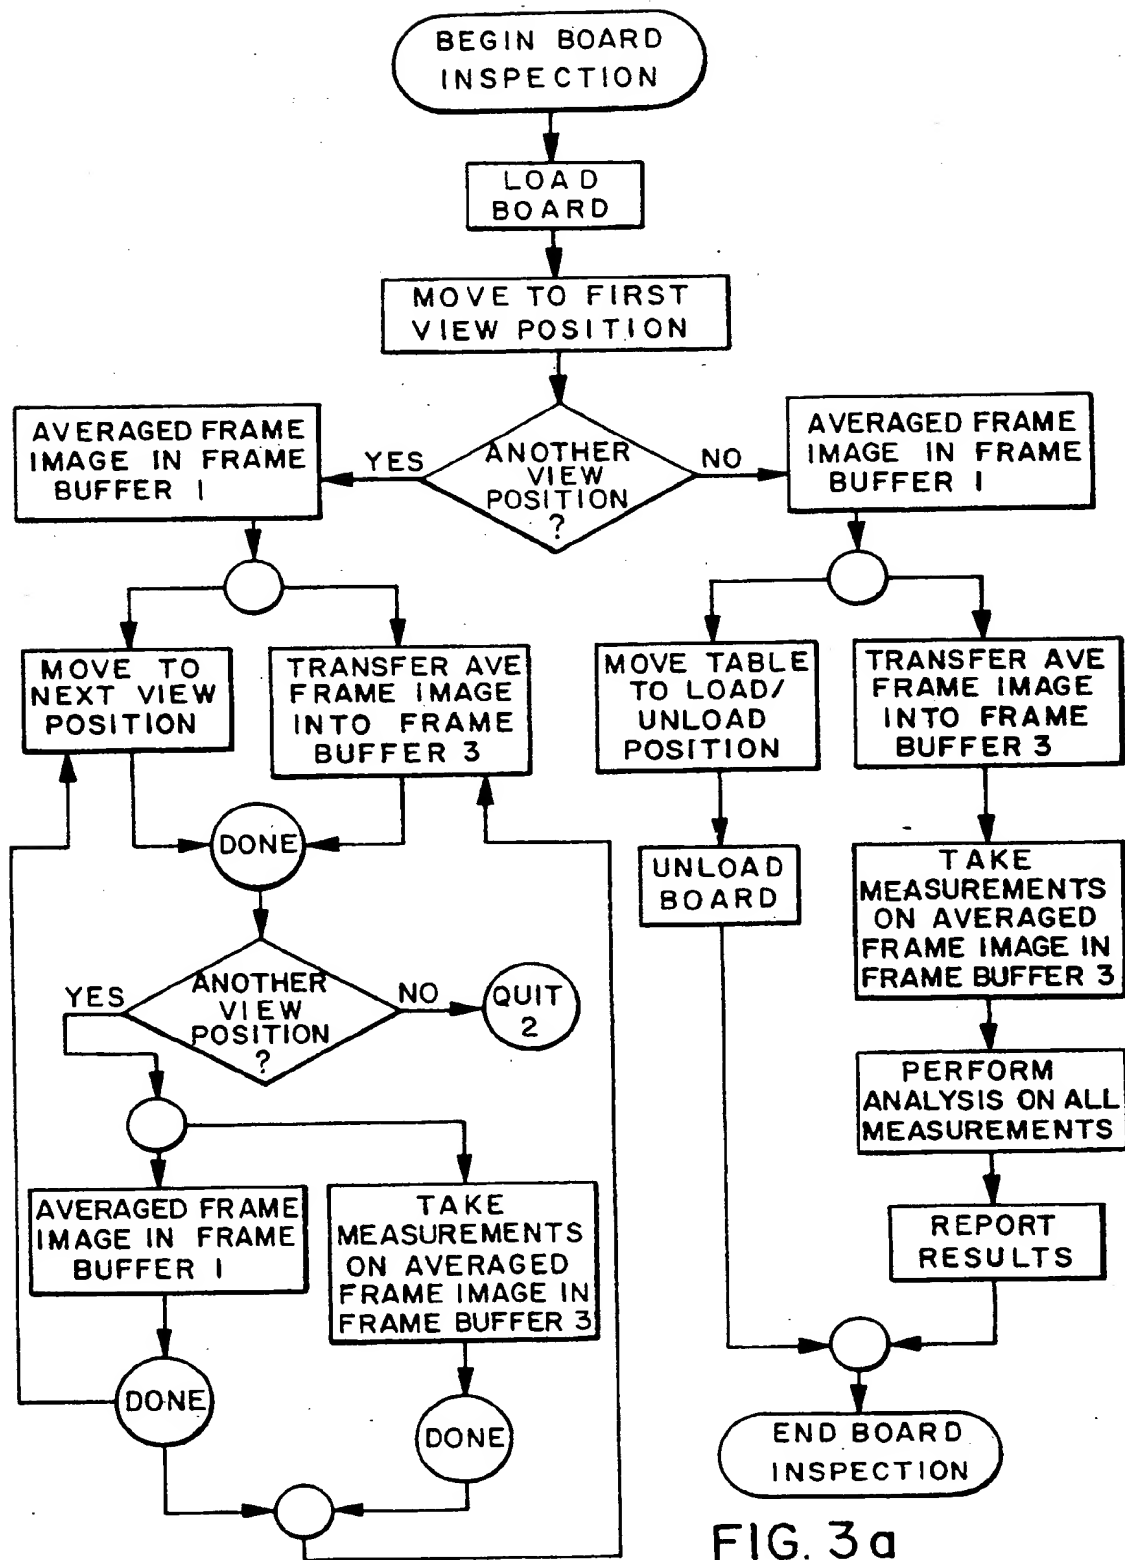 BEGIN BOARD
INSPECTION
LOAD
BOARD
MOVE TO FIRST
VIEW POSITION
ANOTHER
VIEW
POSITION
?
YES
NO
AVERAGED FRAME
IMAGE IN FRAME
BUFFER 1
AVERAGED FRAME
IMAGE IN FRAME
BUFFER 1
MOVE TO
NEXT VIEW
POSITION
TRANSFER AVE
FRAME IMAGE
INTO FRAME
BUFFER 3
MOVE TABLE
TO LOAD/
UNLOAD
POSITION
TRANSFER AVE
FRAME IMAGE
INTO FRAME
BUFFER 3
DONE
UNLOAD
BOARD
TAKE
MEASUREMENTS
ON AVERAGED
FRAME IMAGE IN
FRAME BUFFER 3
YES
ANOTHER
VIEW
POSITION
?
NO
QUIT
2
PERFORM
ANALYSIS ON ALL
MEASUREMENTS
AVERAGED FRAME
IMAGE IN FRAME
BUFFER 1
TAKE
MEASUREMENTS
ON AVERAGED
FRAME IMAGE IN
FRAME BUFFER 3
REPORT
RESULTS
DONE
DONE
END BOARD
INSPECTION
FIG. 3a